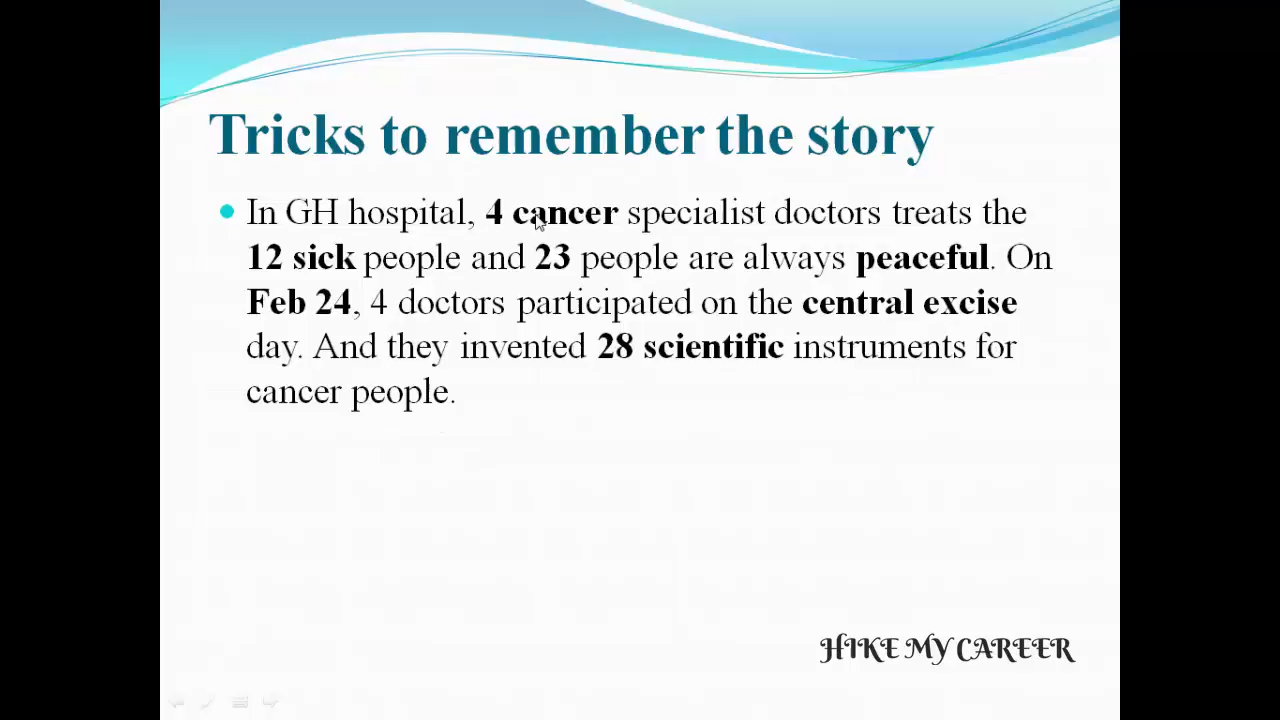 Tricks to remember the story
In GH hospital, 4 cancer specialist doctors treats the
12 sick people and 23 people are always peaceful. On
Feb 24, 4 doctors participated on the central excise
day. And they invented 28 scientific instruments for
cancer people.
HIKE MY CAREER